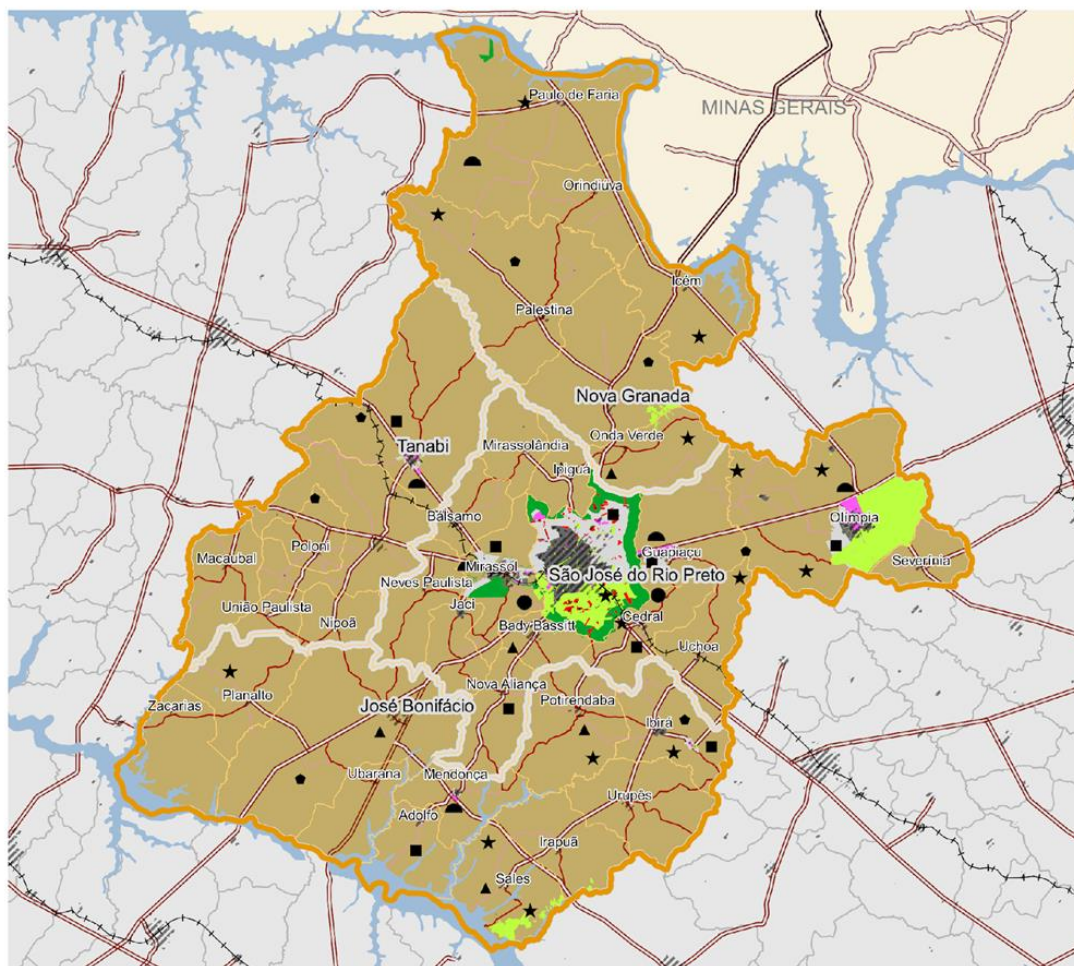 Paulo de Faria
MINAS GERAIS
Orindiúva
Icém
Palestina
Nova Granada
Onda Verde
Tanabi
Mirassolândia
Ipiguá
Bálsamo
Olímpia
Guapiaçu
Macaubal
Poloni
Mirassol
Severínia
Neves Paulista
São José do Rio Preto
União Paulista
Jaci
Nipoã
Bady Bassitt
Cedral
Uchoa
Planalto
Nova Aliança
Zacarias
José Bonifácio
Potirendaba
Ibirá
Ubarana
Mendonça
Urupês
Adolfo
Irapuã
Sales